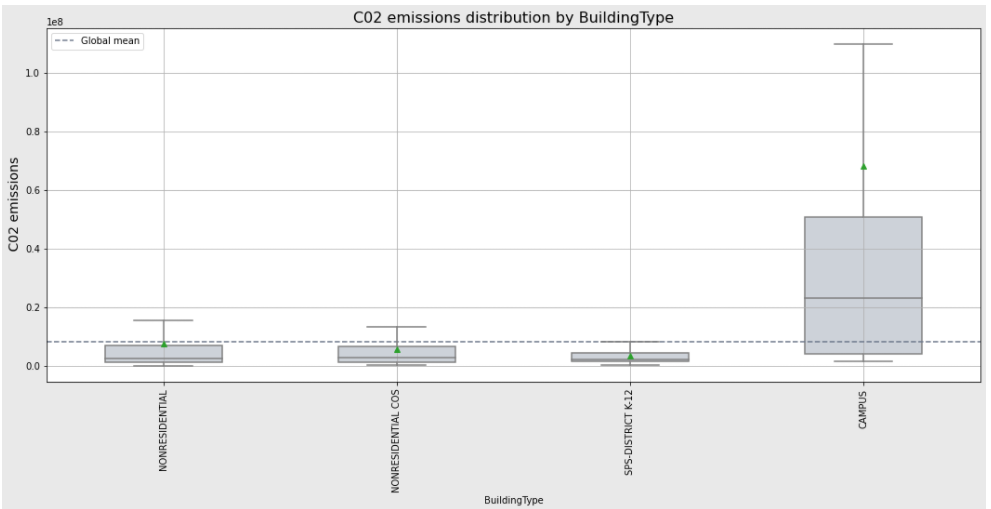 C02 emissions distribution by BuildingType
1e8
Global mean
1.0
0.8
0.6
0.4
0.2
0.0
C02 emissions
NONRESIDENTIAL
NONRESIDENTIAL COS
SPS-DISTRICT K-12
CAMPUS
BuildingType